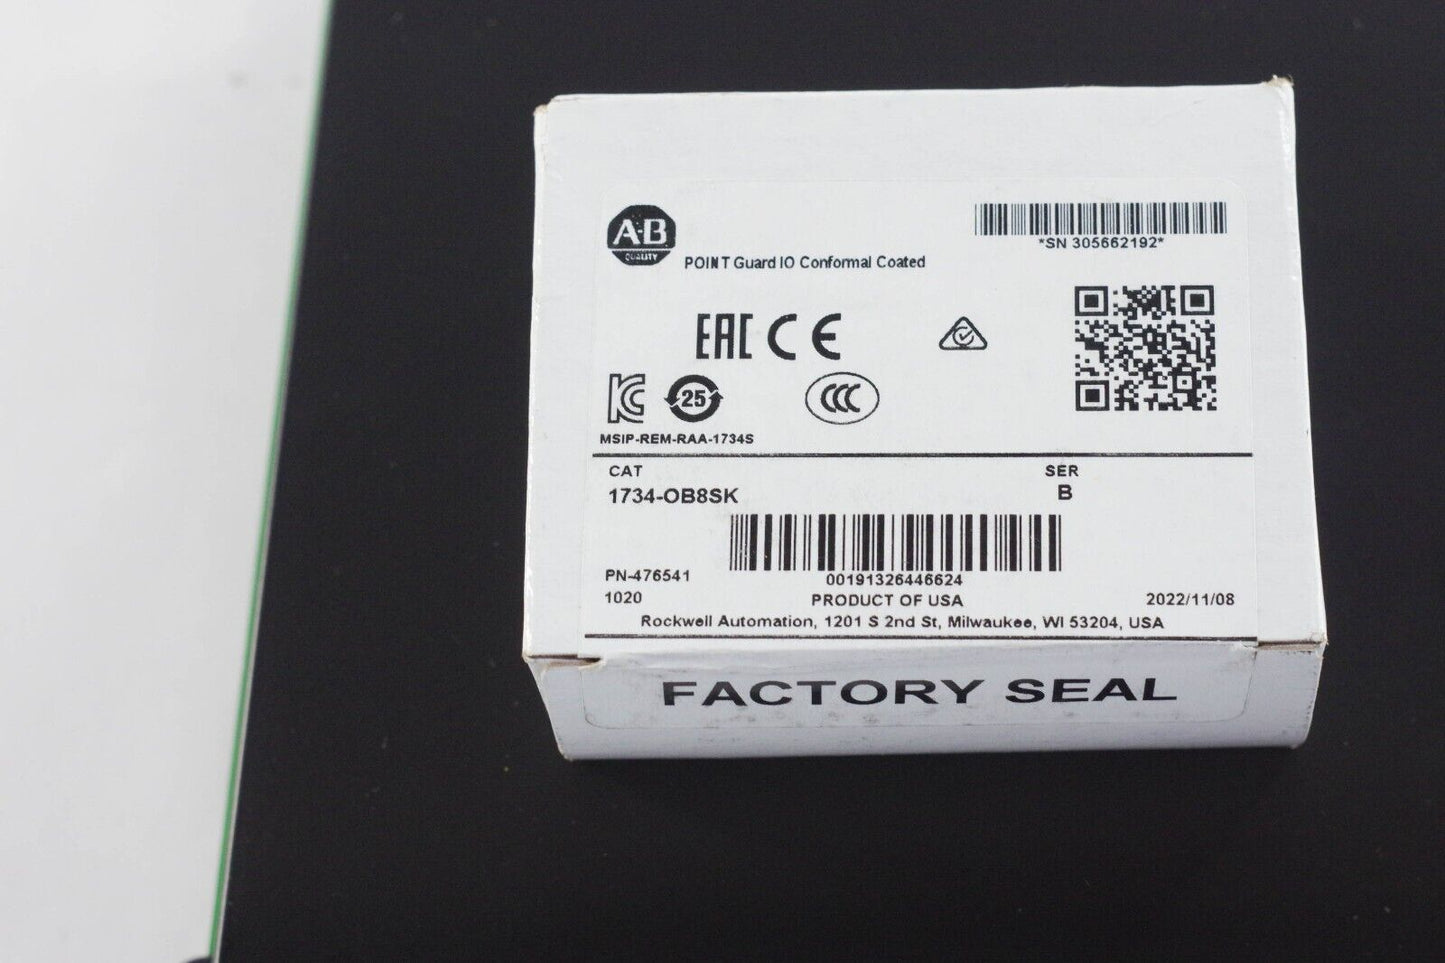 A-B
QUALITY
POINT Guard IO Conformal Coated
*SN 305662192*
EAC CE
KC 25 CCC
MSIP-REM-RAA-1734S
CAT SER
1734-OB8SK B
PN-476541 00191326446624
1020 PRODUCT OF USA 2022/11/08
Rockwell Automation, 1201 S 2nd St, Milwaukee, WI 53204, USA
FACTORY SEAL